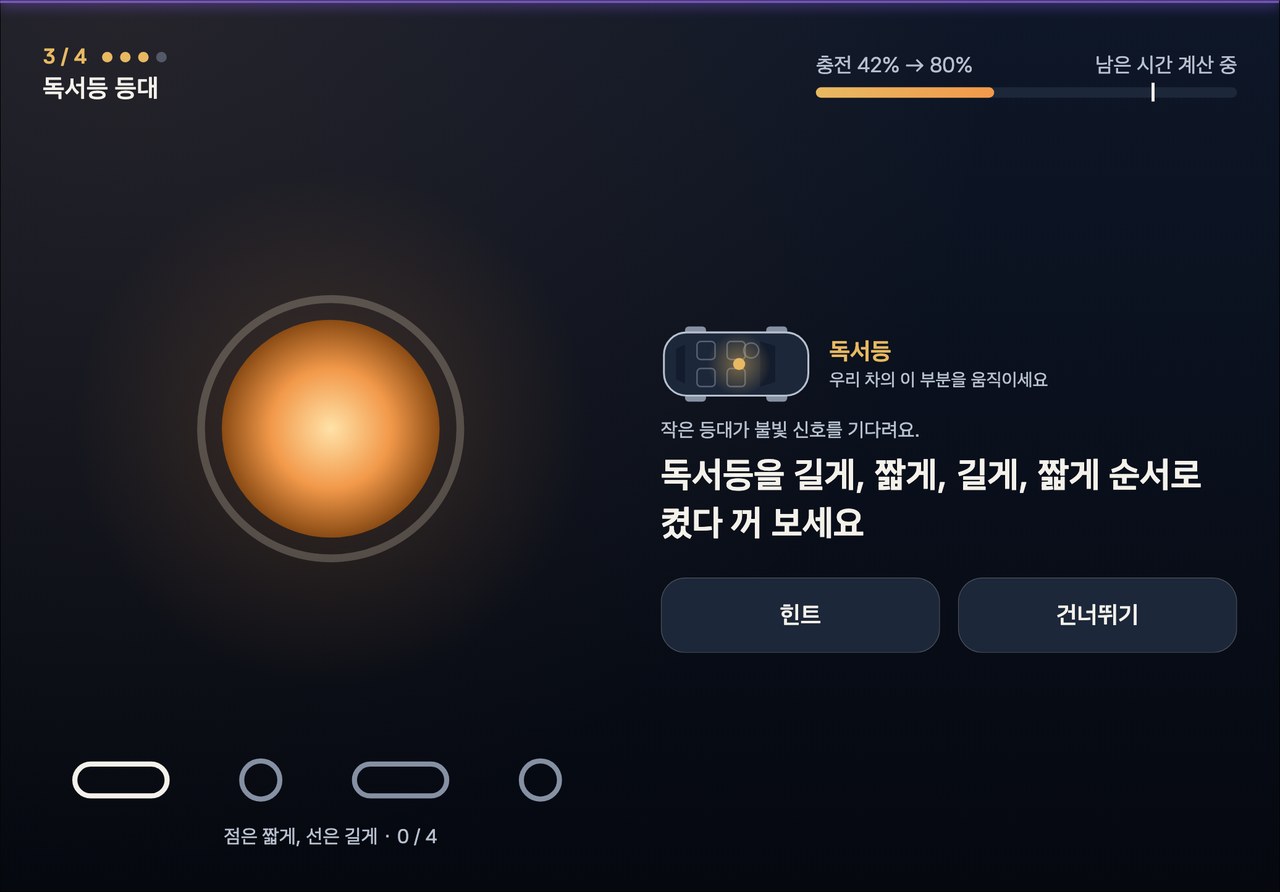 3 / 4
독서등 등대
충전 42% → 80%
남은 시간 계산 중
독서등
우리 차의 이 부분을 움직이세요
작은 등대가 불빛 신호를 기다려요.
독서등을 길게, 짧게, 길게, 짧게 순서로
켰다 꺼 보세요
힌트
건너뛰기
점은 짧게, 선은 길게 · 0 / 4